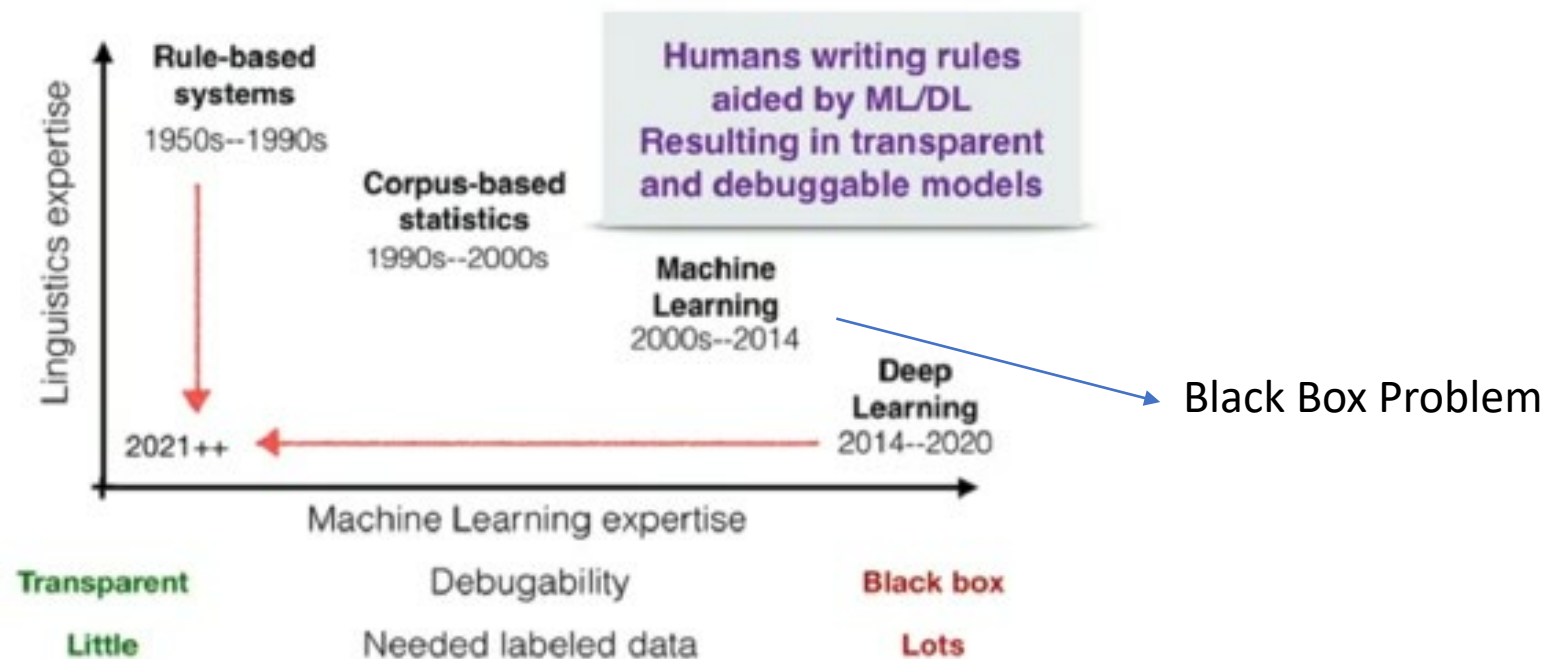 Rule-based
systems
1950s--1990s
Humans writing rules
aided by ML/DL
Resulting in transparent
and debuggable models
Linguistics expertise
Corpus-based
statistics
1990s--2000s
Machine
Learning
2000s--2014
Deep
Learning
2014--2020
Black Box Problem
2021++
Machine Learning expertise
Transparent Debugability Black box
Little Needed labeled data Lots